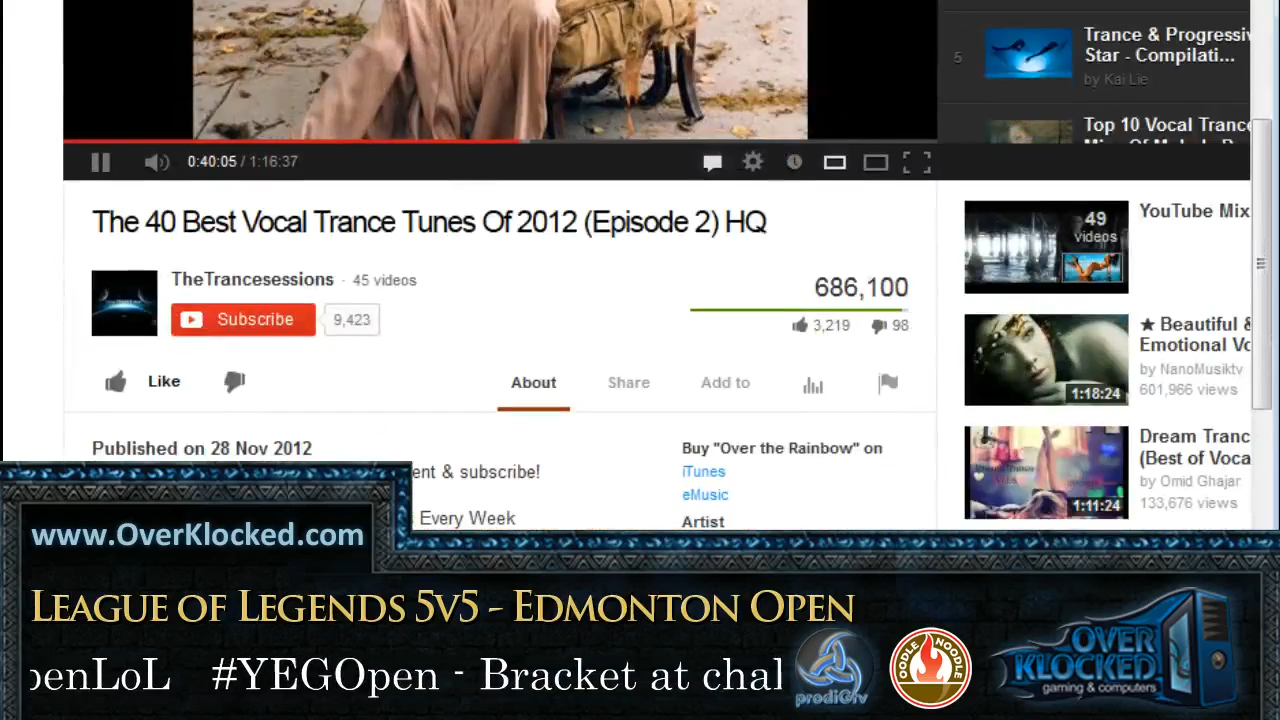 5
Trance & Progressiv
Star - Compilati...
by Kai Lie
Top 10 Vocal Trance
0:40:05 / 1:16:37
The 40 Best Vocal Trance Tunes Of 2012 (Episode 2) HQ
TheTrancesessions · 45 videos
Subscribe 9,423
686,100
3,219 98
Like
About Share Add to
Published on 28 Nov 2012
ent & subscribe!
Every Week
Buy "Over the Rainbow" on
iTunes
eMusic
Artist
49
videos
YouTube Mix
1:18:24
★ Beautiful &
Emotional Vo
by NanoMusiktv
601,966 views
1:11:24
Dream Tranc
(Best of Voca
by Omid Ghajar
133,676 views
www.OverKlocked.com
League of Legends 5v5 - Edmonton Open
penLoL #YEGOpen - Bracket at chal
prodiGtv
OODLE NOODLE
OVER
KLOCKED
gaming & computers